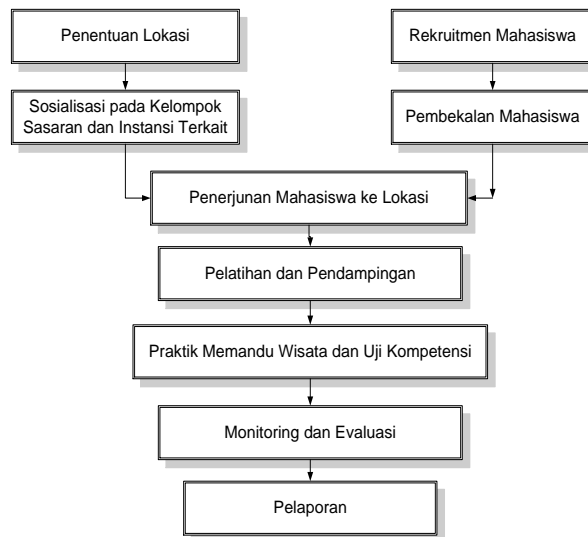 Penentuan Lokasi
Rekruitmen Mahasiswa
Sosialisasi pada Kelompok
Sasaran dan Instansi Terkait
Pembekalan Mahasiswa
Penerjunan Mahasiswa ke Lokasi
Pelatihan dan Pendampingan
Praktik Memandu Wisata dan Uji Kompetensi
Monitoring dan Evaluasi
Pelaporan